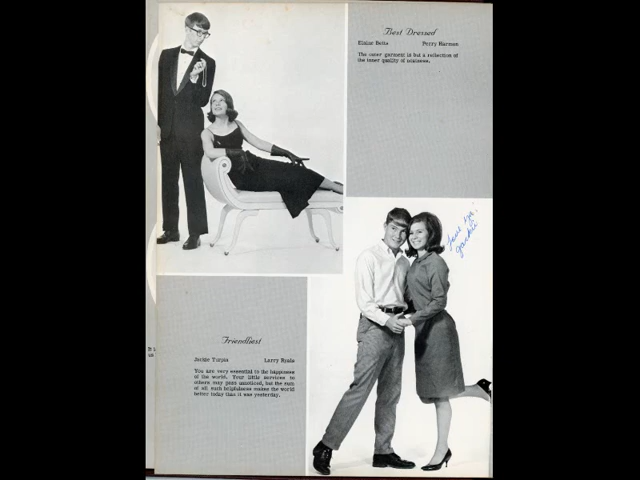 Best Dressed
Elaine Betts Perry Harmon
The outer garment is but a reflection of
the inner quality of niceness.
Love ya!
Jackie
Friendliest
Jackie Turpin Larry Ryals
You are very essential to the happiness
of the world. Your little services to
others may pass unnoticed, but the sum
of all such helpfulness makes the world
better today than it was yesterday.